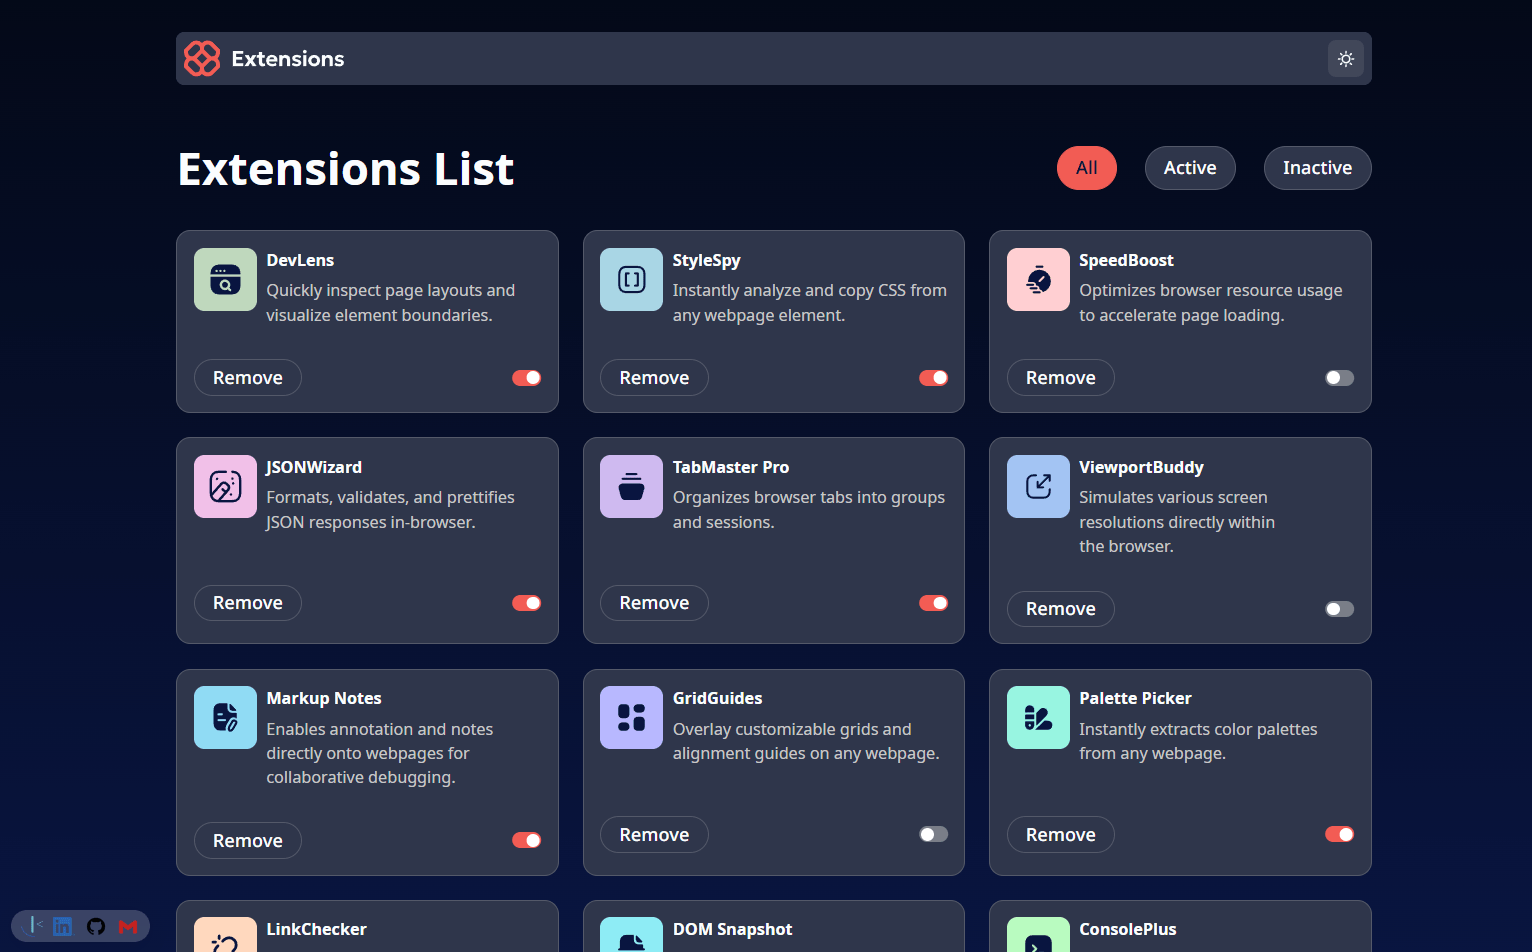 Extensions
Extensions List
All
Active
Inactive
DevLens
Quickly inspect page layouts and
visualize element boundaries.
Remove
StyleSpy
Instantly analyze and copy CSS from
any webpage element.
Remove
SpeedBoost
Optimizes browser resource usage
to accelerate page loading.
Remove
JSONWizard
Formats, validates, and prettifies
JSON responses in-browser.
Remove
TabMaster Pro
Organizes browser tabs into groups
and sessions.
Remove
ViewportBuddy
Simulates various screen
resolutions directly within
the browser.
Remove
Markup Notes
Enables annotation and notes
directly onto webpages for
collaborative debugging.
Remove
GridGuides
Overlay customizable grids and
alignment guides on any webpage.
Remove
Palette Picker
Instantly extracts color palettes
from any webpage.
Remove
LinkChecker
DOM Snapshot
ConsolePlus
in